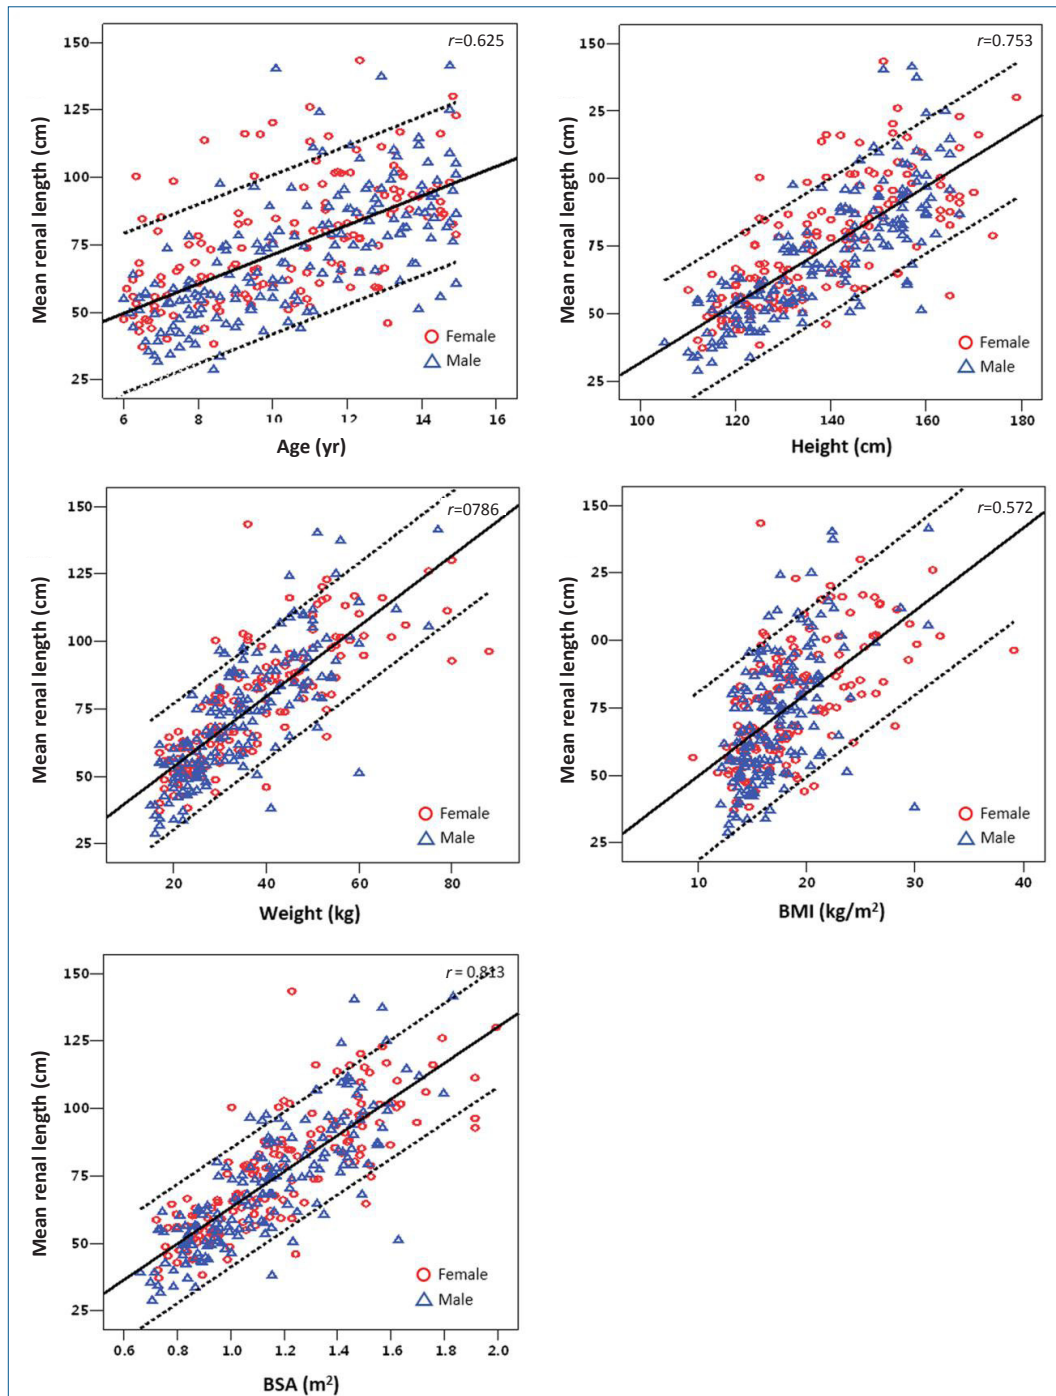 r=0.625
150
125
100
75
50
25
Mean renal length (cm)
Female
Male
6 8 10 12 14 16
Age (yr)
r=0.753
150
25
00
75
50
25
Mean renal length (cm)
Female
Male
100 120 140 160 180
Height (cm)
r=0786
150
125
100
75
50
25
Mean renal length (cm)
Female
Male
20 40 60 80
Weight (kg)
r=0.572
150
25
00
75
50
25
Mean renal length (cm)
Female
Male
10 20 30 40
BMI (kg/m²)
r = 0.813
150
125
100
75
50
25
Mean renal length (cm)
Female
Male
0.6 0.8 1.0 1.2 1.4 1.6 1.8 2.0
BSA (m²)